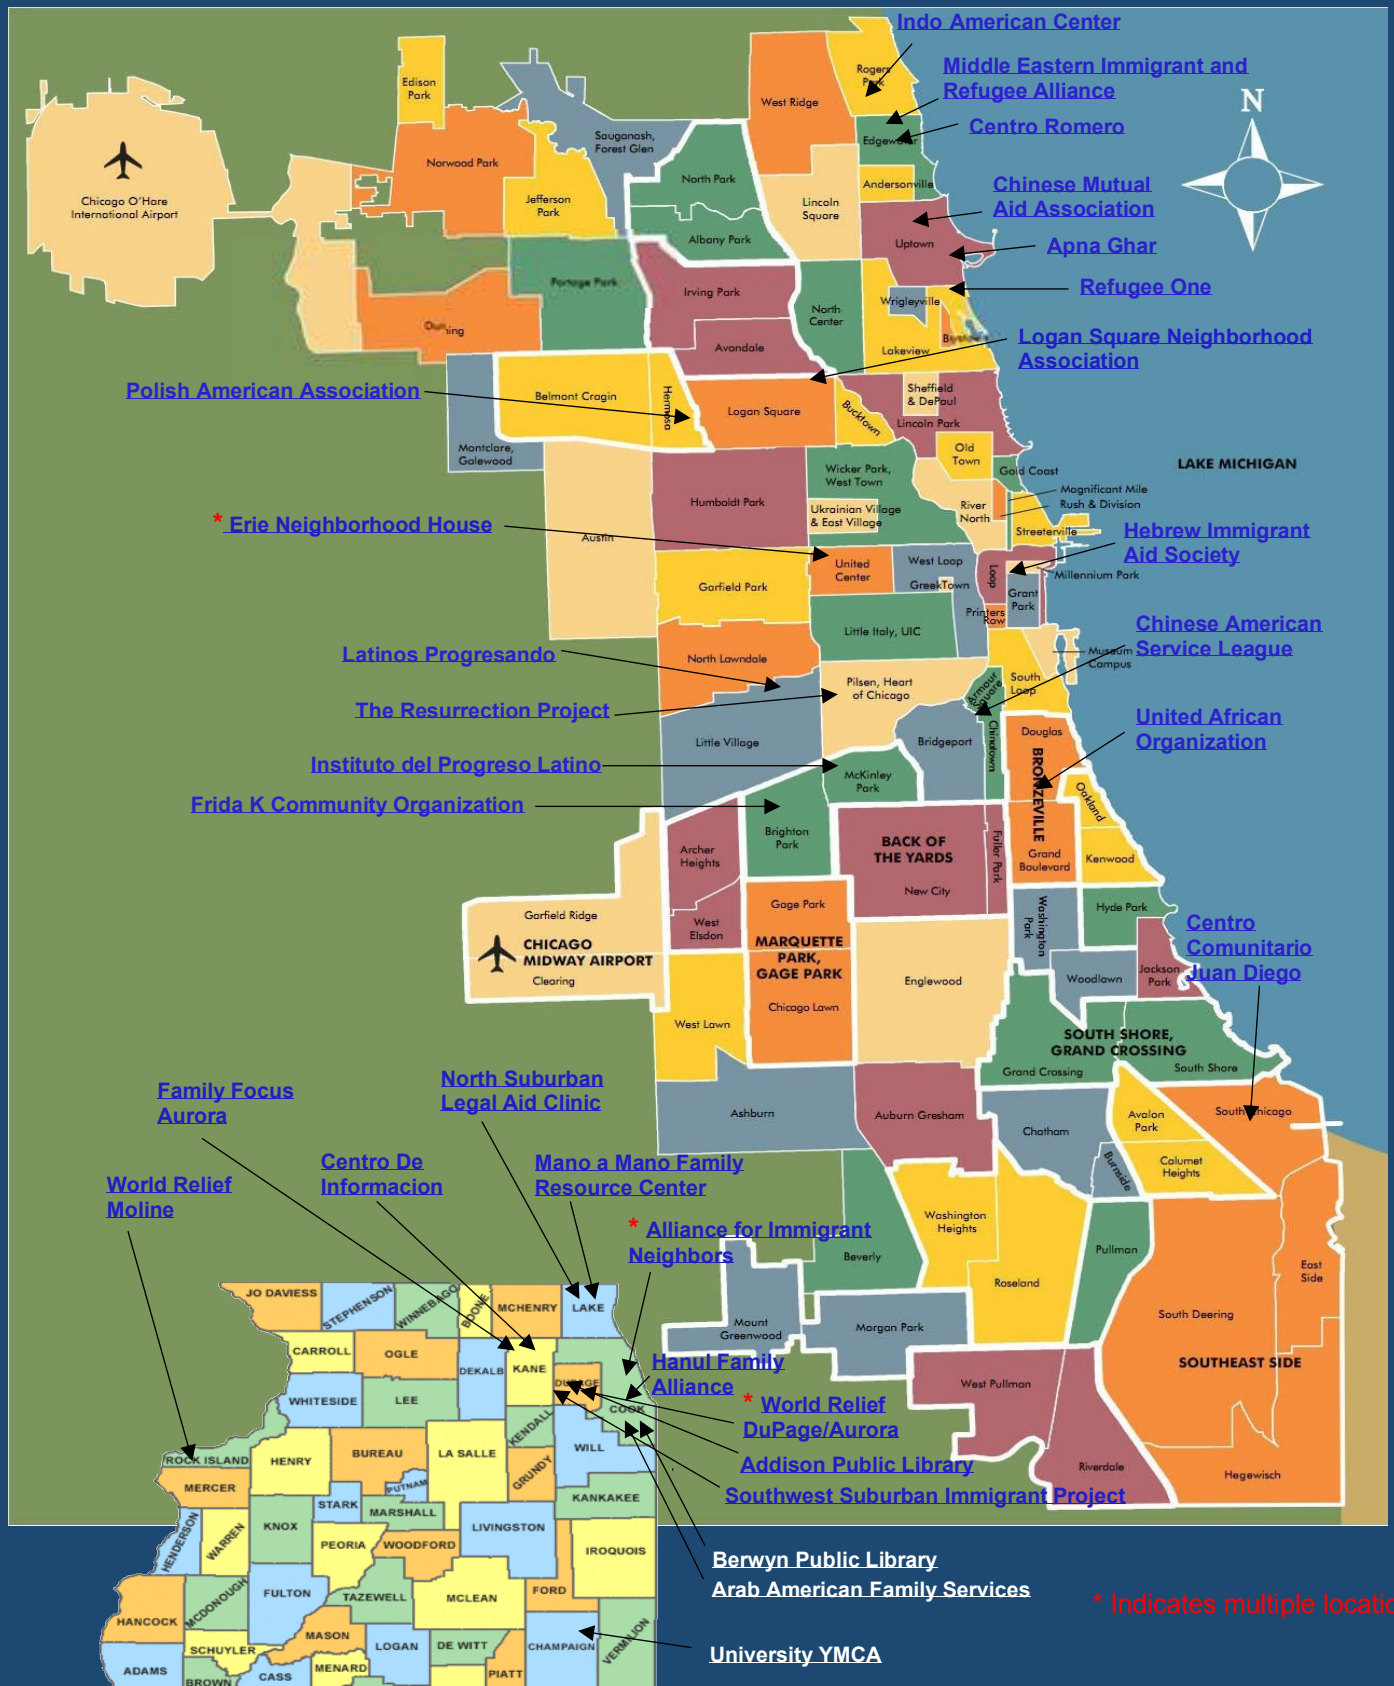 Indo American Center
Middle Eastern Immigrant and
Refugee Alliance
Centro Romero
N
Chinese Mutual
Aid Association
Apna Ghar
Refugee One
Logan Square Neighborhood
Association
Polish American Association
* Erie Neighborhood House
Hebrew Immigrant
Aid Society
Chinese American
Service League
Latinos Progresando
The Resurrection Project
United African
Organization
Instituto del Progreso Latino
Frida K Community Organization
Centro
Comunitario
Juan Diego
Edison
Park
Norwood Park
Jefferson
Park
Sauganash,
Forest Glen
North Park
Albany Park
West Ridge
Rogers
Park
Edgewater
Andersonville
Lincoln
Square
Uptown
Chicago O'Hare
International Airport
Portage Park
Irving Park
Avondale
North
Center
Wrigleyville
Lakeview
Dunning
Belmont Cragin
Hermosa
Logan Square
Bucktown
Sheffield
& DePaul
Lincoln Park
Old
Town
Gold Coast
LAKE MICHIGAN
Montclare,
Galewood
Humboldt Park
Wicker Park,
West Town
Ukrainian Village
& East Village
River
North
Magnificant Mile
Rush & Division
Streeterville
Austin
Garfield Park
United
Center
West Loop
GreekTown
Loop
Millennium Park
Grant
Park
Printers
Row
Little Italy, UIC
North Lawndale
Museum
Campus
Pilsen, Heart
of Chicago
Armour
Square
South
Loop
Little Village
Bridgeport
Chinatown
Douglas
BRONZEVILLE
McKinley
Park
Oakland
Brighton
Park
Archer
Heights
BACK OF
THE YARDS
New City
Fuller Park
Grand
Boulevard
Kenwood
Garfield Ridge
CHICAGO
MIDWAY AIRPORT
Clearing
West
Elsdon
Gage Park
MARQUETTE
PARK,
GAGE PARK
Chicago Lawn
Englewood
Washington
Park
Hyde Park
Woodlawn
Jackson
Park
West Lawn
SOUTH SHORE,
GRAND CROSSING
Grand Crossing
South Shore
Ashburn
Auburn Gresham
Chatham
Avalon
Park
South Chicago
Burnside
Calumet
Heights
Beverly
Washington
Heights
Roseland
Pullman
East
Side
Mount
Greenwood
Morgan Park
South Deering
SOUTHEAST SIDE
West Pullman
Riverdale
Hegewisch
Family Focus
Aurora
North Suburban
Legal Aid Clinic
World Relief
Moline
Centro De
Informacion
Mano a Mano Family
Resource Center
* Alliance for Immigrant
Neighbors
Hanul Family
Alliance
* World Relief
DuPage/Aurora
Addison Public Library
Southwest Suburban Immigrant Project
Berwyn Public Library
Arab American Family Services
University YMCA
* Indicates multiple locatio
JO DAVIESS
STEPHENSON
WINNEBAGO
BOONE
MCHENRY
LAKE
CARROLL
OGLE
DEKALB
KANE
DUPAGE
COOK
WHITESIDE
LEE
KENDALL
WILL
ROCK ISLAND
HENRY
BUREAU
LA SALLE
GRUNDY
MERCER
PUTNAM
KANKAKEE
STARK
MARSHALL
HENDERSON
WARREN
KNOX
PEORIA
WOODFORD
LIVINGSTON
IROQUOIS
HANCOCK
MCDONOUGH
FULTON
TAZEWELL
MCLEAN
FORD
MASON
LOGAN
DE WITT
CHAMPAIGN
VERMILION
SCHUYLER
ADAMS
BROWN
CASS
MENARD
PIATT